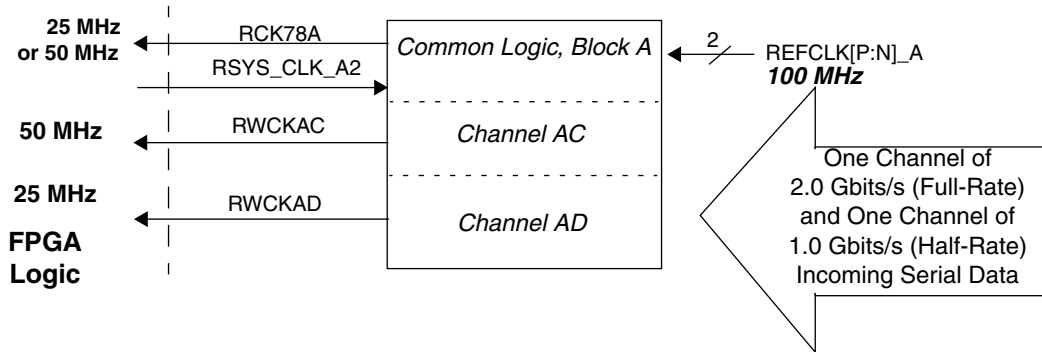 25 MHz
or 50 MHz
RCK78A
RSYS_CLK_A2
Common Logic, Block A
2
REFCLK[P:N]_A
100 MHz
50 MHz
RWCKAC
Channel AC
25 MHz
RWCKAD
Channel AD
FPGA
Logic
One Channel of
2.0 Gbits/s (Full-Rate)
and One Channel of
1.0 Gbits/s (Half-Rate)
Incoming Serial Data